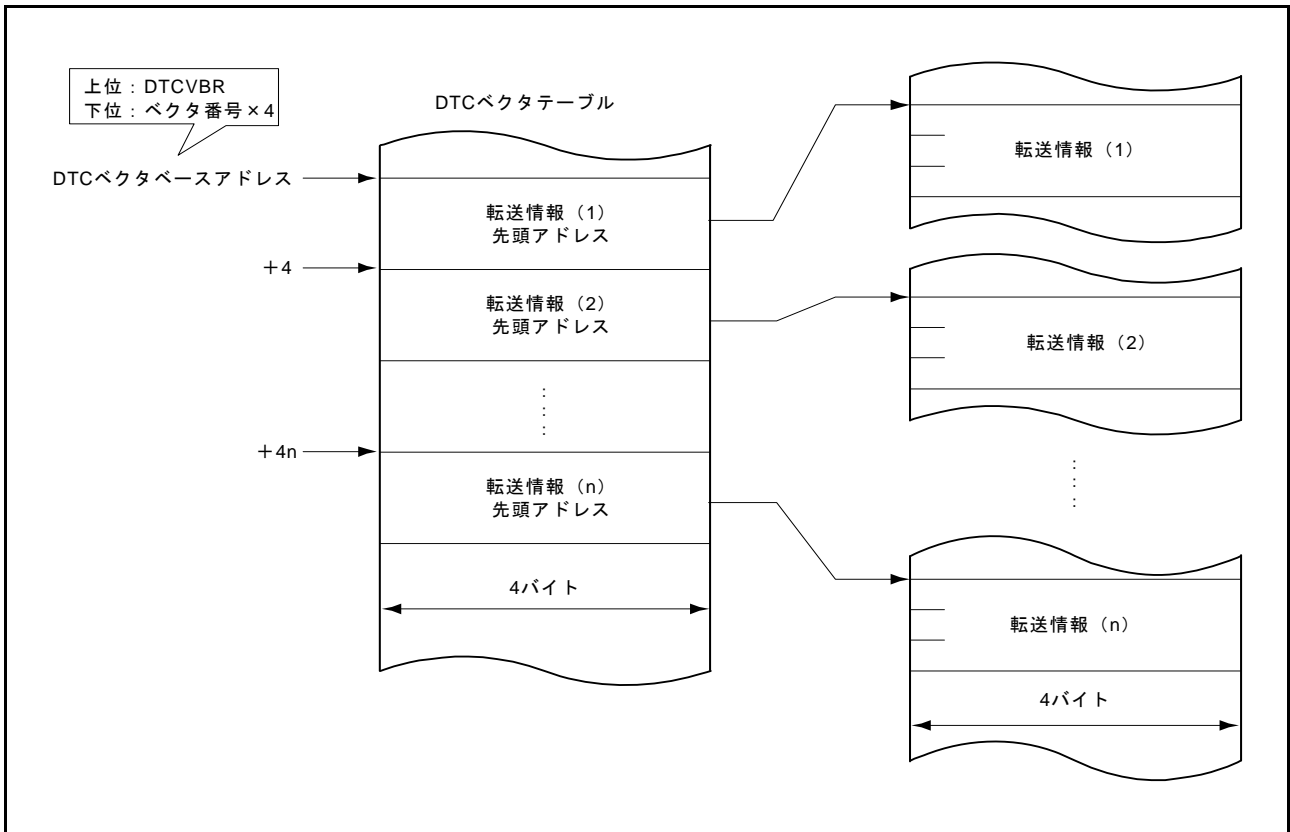 上位：DTCVBR
下位：ベクタ番号×4
DTCベクタテーブル
DTCベクタベースアドレス
転送情報（1）
先頭アドレス
＋4
転送情報（2）
先頭アドレス
＋4n
転送情報（n）
先頭アドレス
4バイト
転送情報（1）
転送情報（2）
転送情報（n）
4バイト